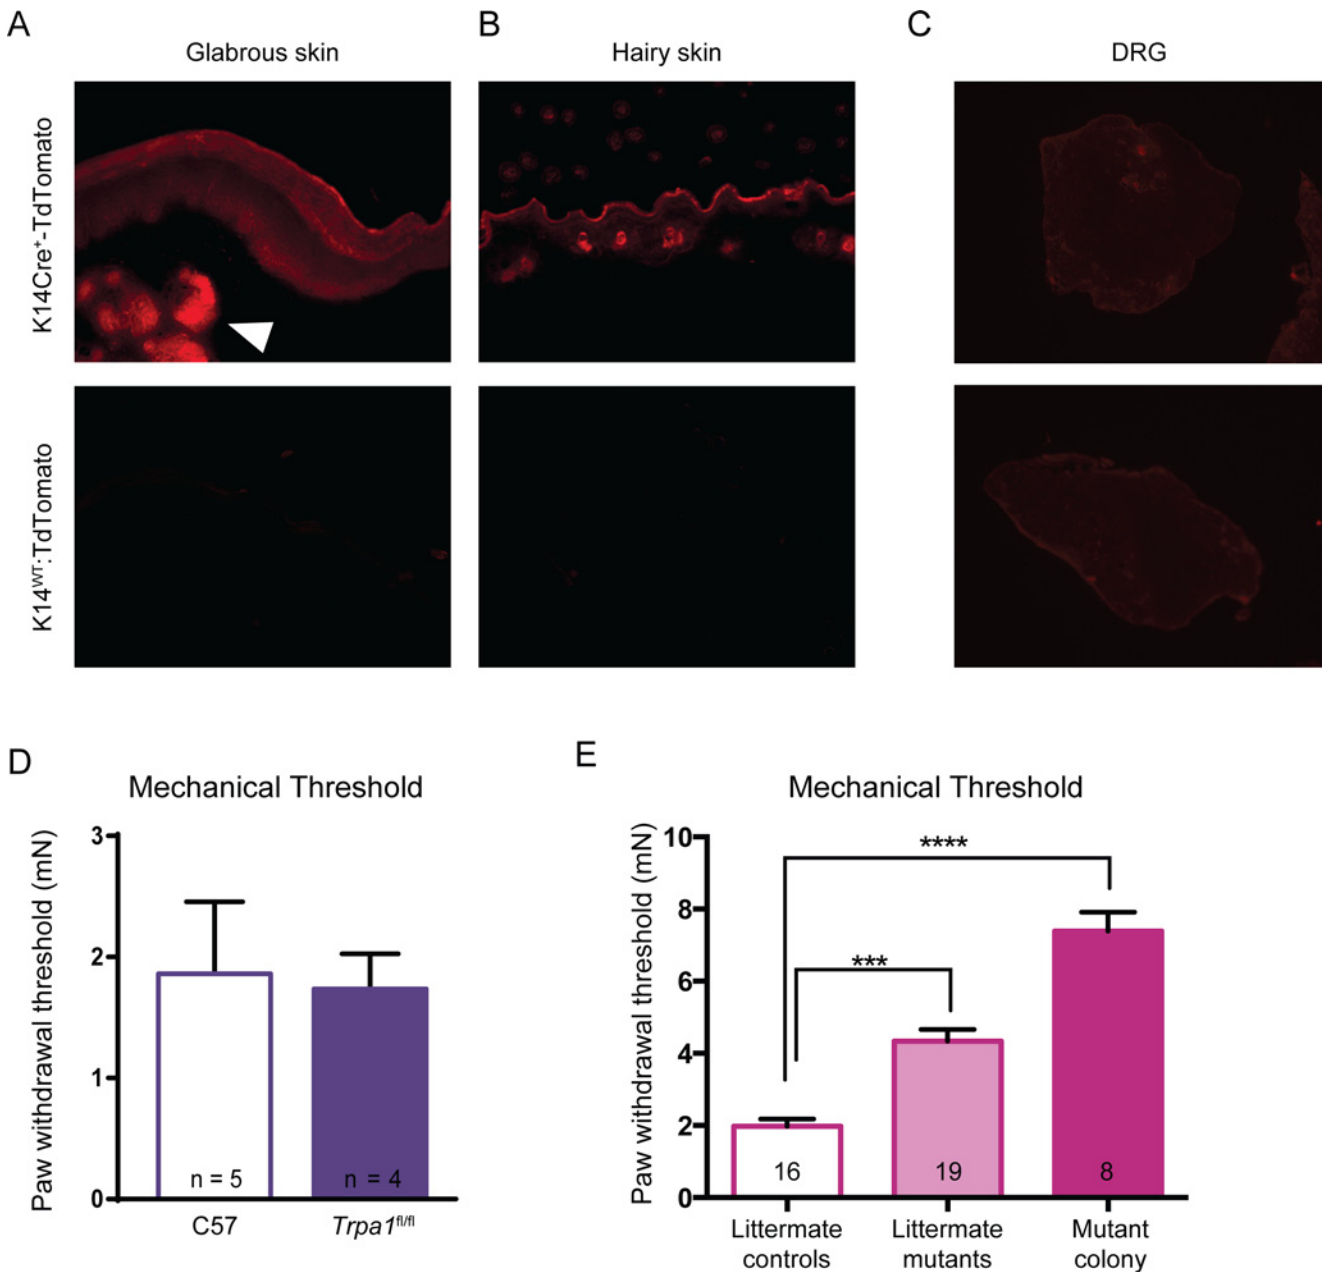 A
B
C
Glabrous skin
Hairy skin
DRG
K14Cre⁺-TdTomato
K14ᵂᵀ:TdTomato
D
Mechanical Threshold
Paw withdrawal threshold (mN)
3
2
1
0
n = 5
n = 4
C57
Trpa1ᶠˡ/ᶠˡ
E
Mechanical Threshold
Paw withdrawal threshold (mN)
10
8
6
4
2
0
****
***
16
19
8
Littermate
controls
Littermate
mutants
Mutant
colony